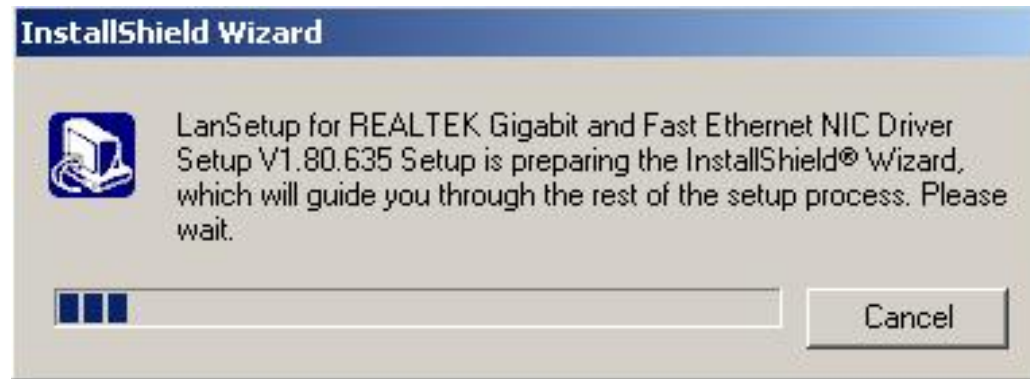 InstallShield Wizard
LanSetup for REALTEK Gigabit and Fast Ethernet NIC Driver
Setup V1.80.635 Setup is preparing the InstallShield® Wizard,
which will guide you through the rest of the setup process. Please
wait.
Cancel